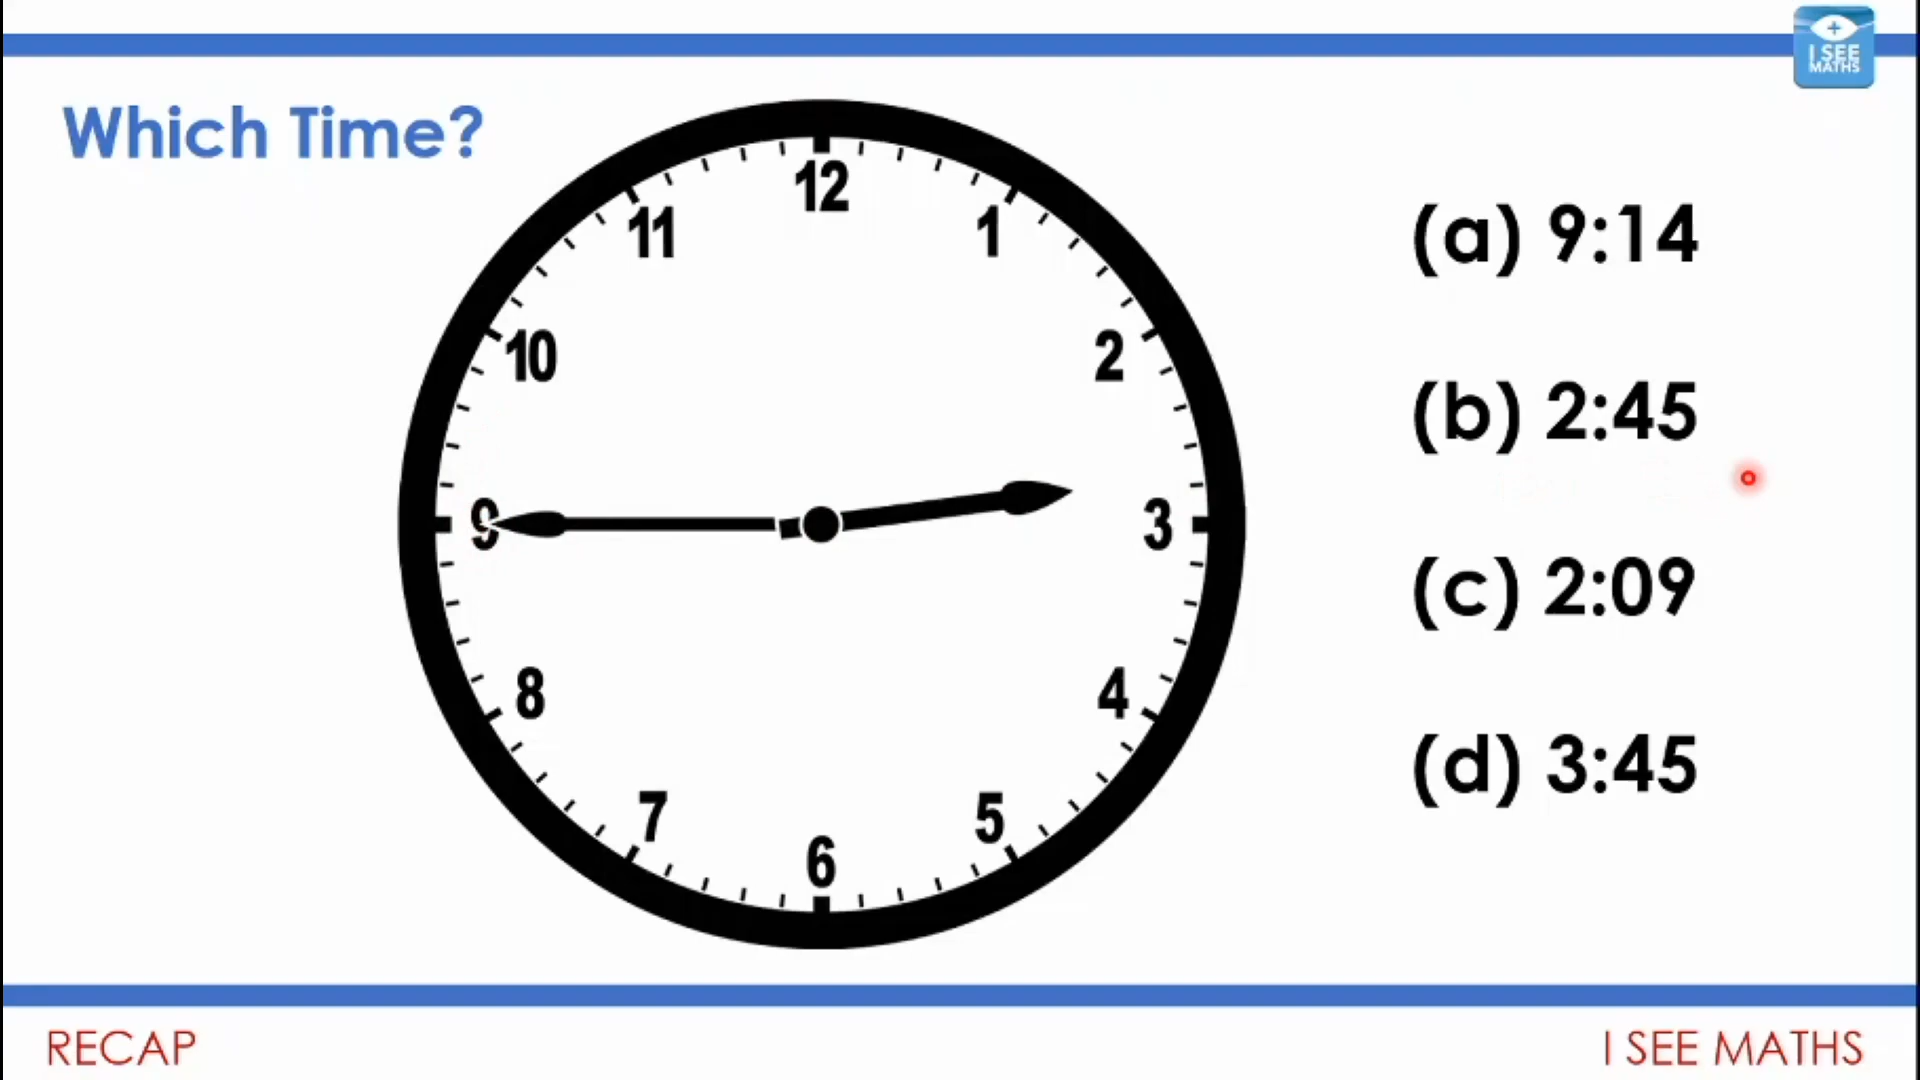 I SEE
MATHS
Which Time?
12
11
1
10
2
9
3
8
4
7
5
6
(a) 9:14
(b) 2:45
(c) 2:09
(d) 3:45
RECAP
I SEE MATHS